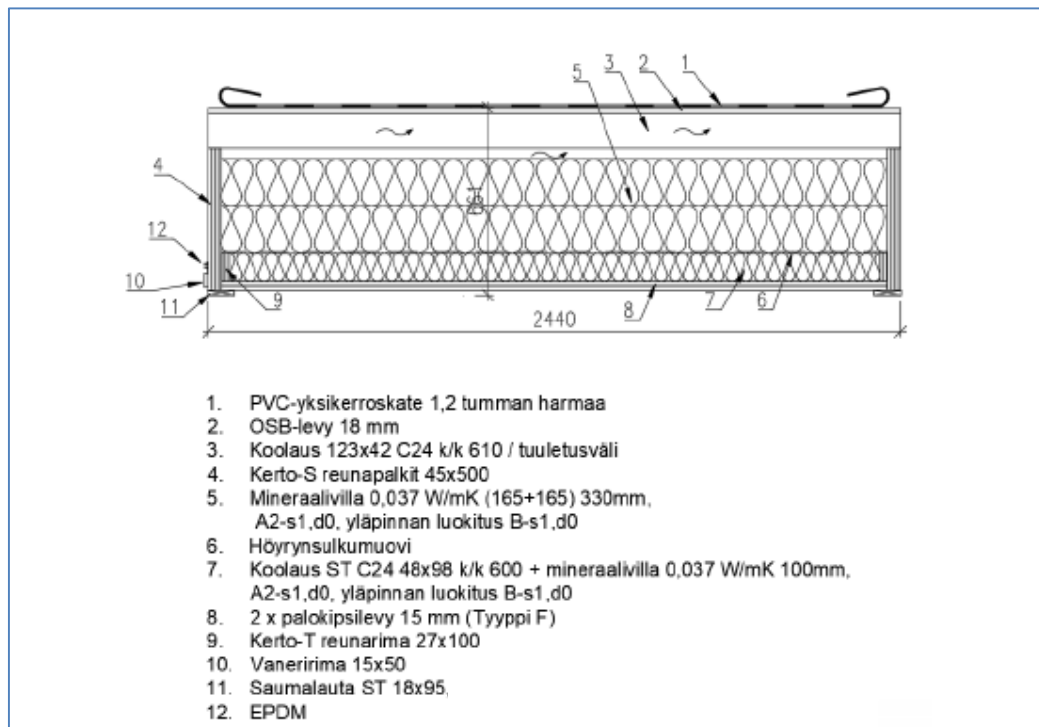 3 2 1
5
4
12
10
11
9
8
7
6
2440
1. PVC-yksikerroskate 1,2 tumman harmaa
2. OSB-levy 18 mm
3. Koolaus 123x42 C24 k/k 610 / tuuletusväli
4. Kerto-S reunapalkit 45x500
5. Mineraalivilla 0,037 W/mK (165+165) 330mm,
A2-s1,d0, yläpinnan luokitus B-s1,d0
6. Höyrynsulkumuovi
7. Koolaus ST C24 48x98 k/k 600 + mineraalivilla 0,037 W/mK 100mm,
A2-s1,d0, yläpinnan luokitus B-s1,d0
8. 2 x palokipsilevy 15 mm (Tyyppi F)
9. Kerto-T reunarima 27x100
10. Vaneririma 15x50
11. Saumalauta ST 18x95,
12. EPDM